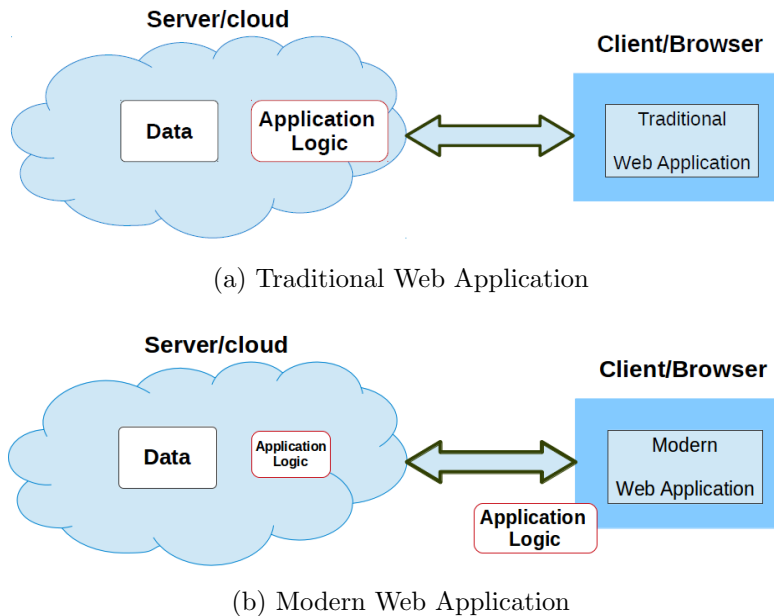 Server/cloud
Client/Browser
Data
Application
Logic
Traditional
Web Application
(a) Traditional Web Application
Server/cloud
Client/Browser
Data
Application
Logic
Modern
Web Application
Application
Logic
(b) Modern Web Application